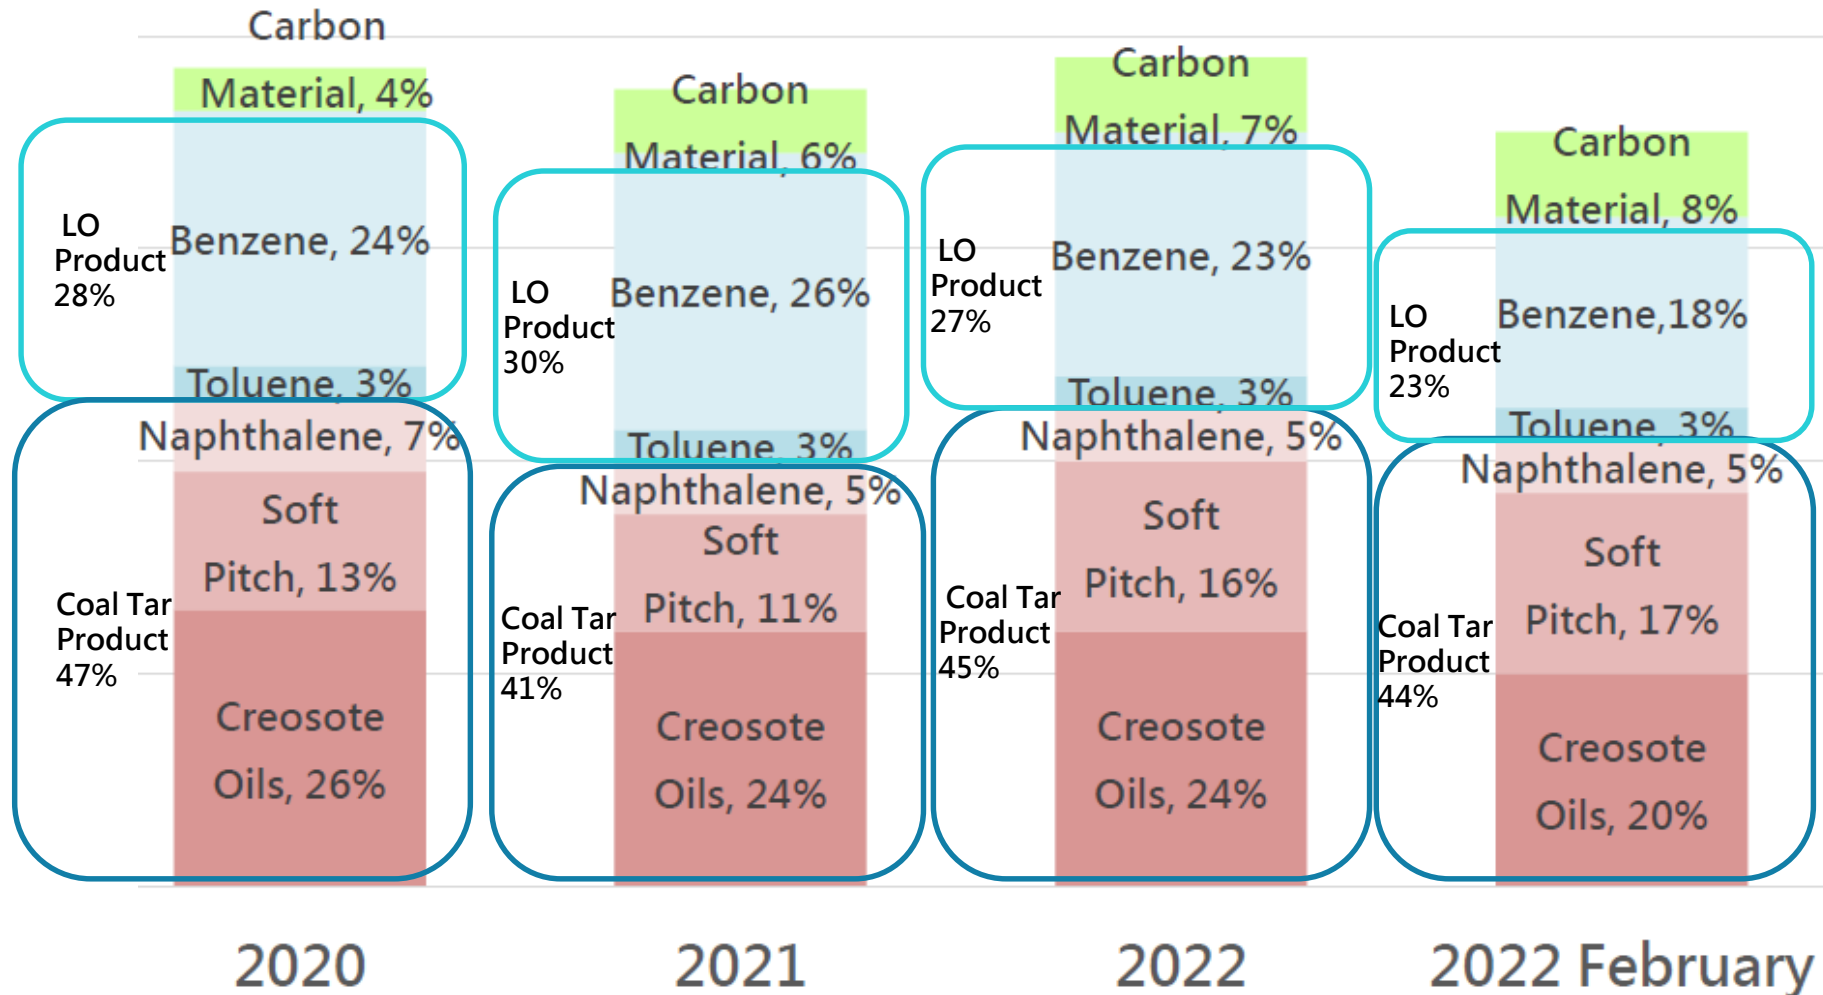 Carbon
Material, 4%
LO
Product
28%
Benzene, 24%
Toluene, 3%
Naphthalene, 7%
Soft
Pitch, 13%
Coal Tar
Product
47%
Creosote
Oils, 26%
2020
Carbon
Material, 6%
LO
Product
30%
Benzene, 26%
Toluene, 3%
Naphthalene, 5%
Soft
Pitch, 11%
Coal Tar
Product
41%
Creosote
Oils, 24%
2021
Carbon
Material, 7%
LO
Product
27%
Benzene, 23%
Toluene, 3%
Naphthalene, 5%
Soft
Pitch, 16%
Coal Tar
Product
45%
Creosote
Oils, 24%
2022
Carbon
Material, 8%
LO
Product
23%
Benzene,18%
Toluene, 3%
Naphthalene, 5%
Soft
Pitch, 17%
Coal Tar
Product
44%
Creosote
Oils, 20%
2022 February